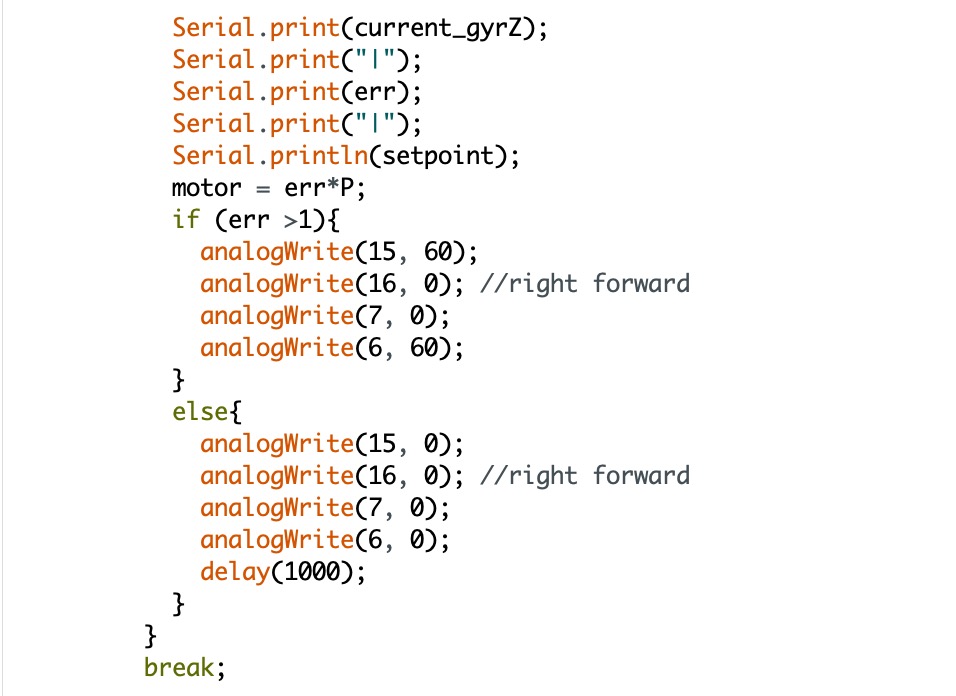 Serial.print(current_gyrZ);
Serial.print("|");
Serial.print(err);
Serial.print("|");
Serial.println(setpoint);
motor = err*P;
if (err >1){
analogWrite(15, 60);
analogWrite(16, 0); //right forward
analogWrite(7, 0);
analogWrite(6, 60);
}
else{
analogWrite(15, 0);
analogWrite(16, 0); //right forward
analogWrite(7, 0);
analogWrite(6, 0);
delay(1000);
}
}
break;